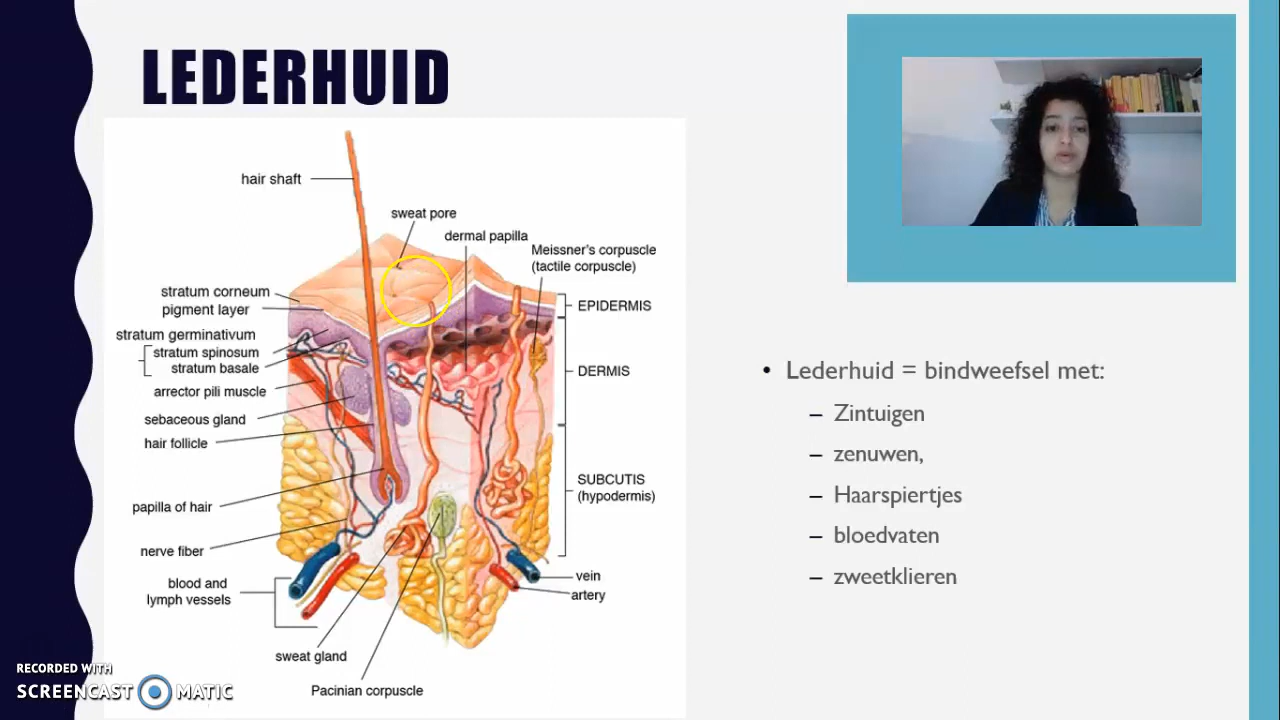 LEDERHUID
hair shaft
sweat pore
dermal papilla
Meissner's corpuscle
(tactile corpuscle)
stratum corneum
pigment layer
stratum germinativum
stratum spinosum
stratum basale
arrector pili muscle
sebaceous gland
hair follicle
papilla of hair
nerve fiber
blood and
lymph vessels
sweat gland
Pacinian corpuscle
EPIDERMIS
DERMIS
SUBCUTIS
(hypodermis)
vein
artery
• Lederhuid = bindweefsel met:
– Zintuigen
– zenuwen,
– Haarspiertjes
– bloedvaten
– zweetklieren
RECORDED WITH
SCREENCAST MATIC